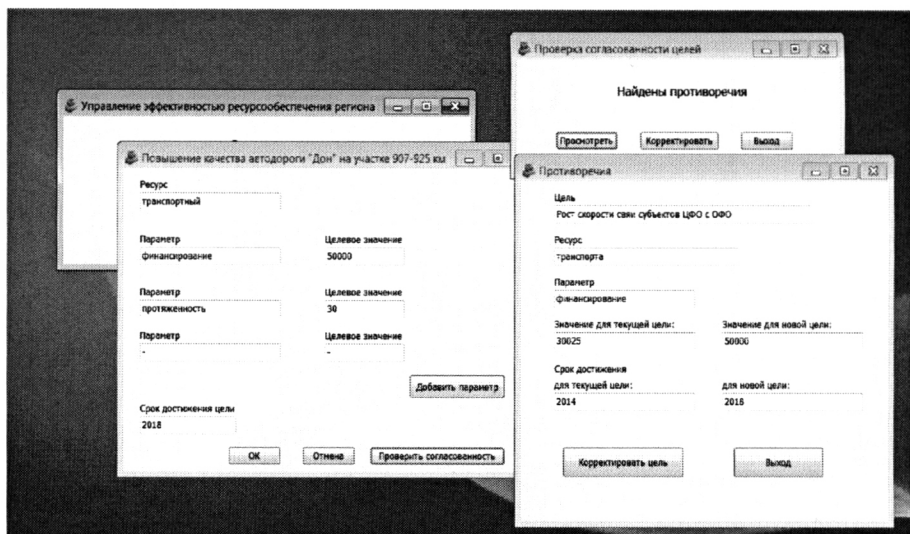 Управление эффективностью ресурсообеспечения региона
Повышение качества автодороги "Дон" на участке 907-925 км
Ресурс
транспортный
Параметр
Целевое значение
финансирование
50000
Параметр
Целевое значение
протяженность
30
Параметр
Целевое значение
-
-
Добавить параметр
Срок достижения цели
2018
ОК
Отмена
Проверить согласованность
Проверка согласованности целей
Найдены противоречия
Просмотреть
Корректировать
Выход
Противоречия
Цель
Рост скорости свяи субъектов ЦФО с ОФО
Ресурс
транспорта
Параметр
финансирование
Значение для текущей цели:
Значение для новой цели:
30025
50000
Срок достижения
для текущей цели:
для новой цели:
2014
2018
Корректировать цель
Выход